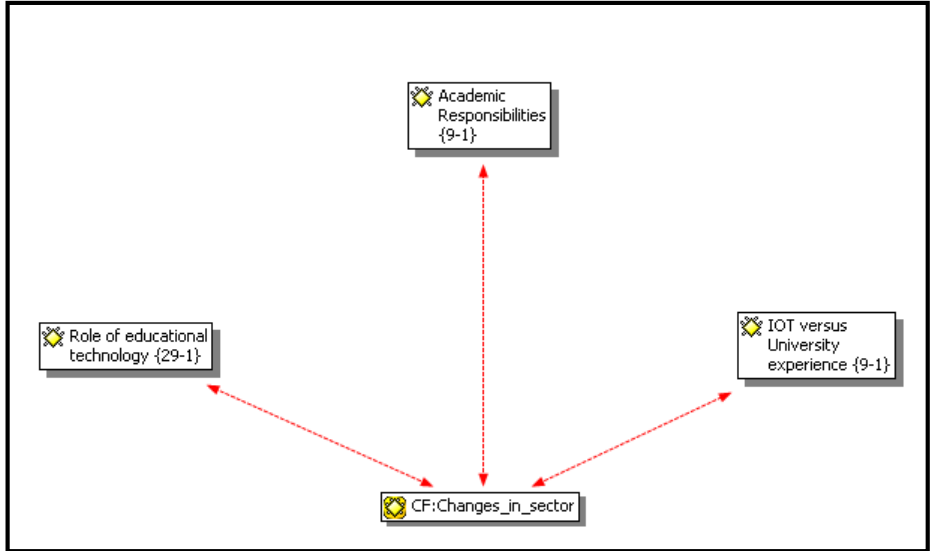 Academic
Responsibilities
{9-1}
Role of educational
technology {29-1}
IOT versus
University
experience {9-1}
CF:Changes_in_sector